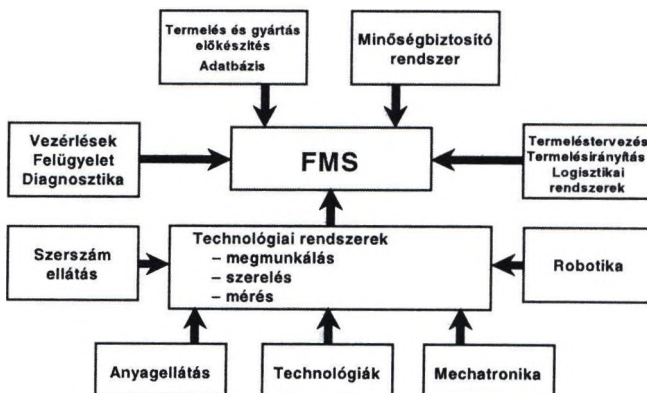 Termelés és gyártás
előkészítés
Adatbázis
Minőségbiztosító
rendszer
Vezérlések
Felügyelet
Diagnosztika
FMS
Termeléstervezés
Termelésirányítás
Logisztikai
rendszerek
Szerszám
ellátás
Technológiai rendszerek
– megmunkálás
– szerelés
– mérés
Robotika
Anyagellátás
Technológiák
Mechatronika